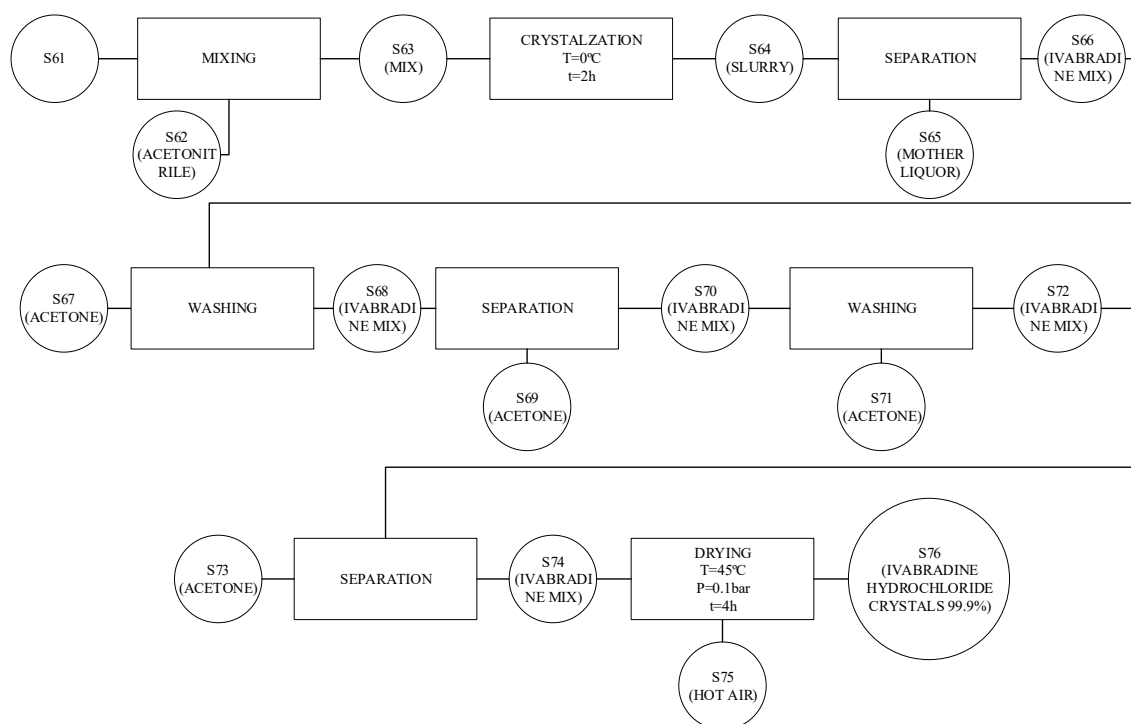 S61
MIXING
S63
(MIX)
CRYSTALZATION
T=0ºC
t=2h
S64
(SLURRY)
SEPARATION
S66
(IVABRADI
NE MIX)
S62
(ACETONIT
RILE)
S65
(MOTHER
LIQUOR)
S67
(ACETONE)
WASHING
S68
(IVABRADI
NE MIX)
SEPARATION
S70
(IVABRADI
NE MIX)
WASHING
S72
(IVABRADI
NE MIX)
S69
(ACETONE)
S71
(ACETONE)
S73
(ACETONE)
SEPARATION
S74
(IVABRADI
NE MIX)
DRYING
T=45ºC
P=0.1bar
t=4h
S76
(IVABRADINE
HYDROCHLORIDE
CRYSTALS 99.9%)
S75
(HOT AIR)